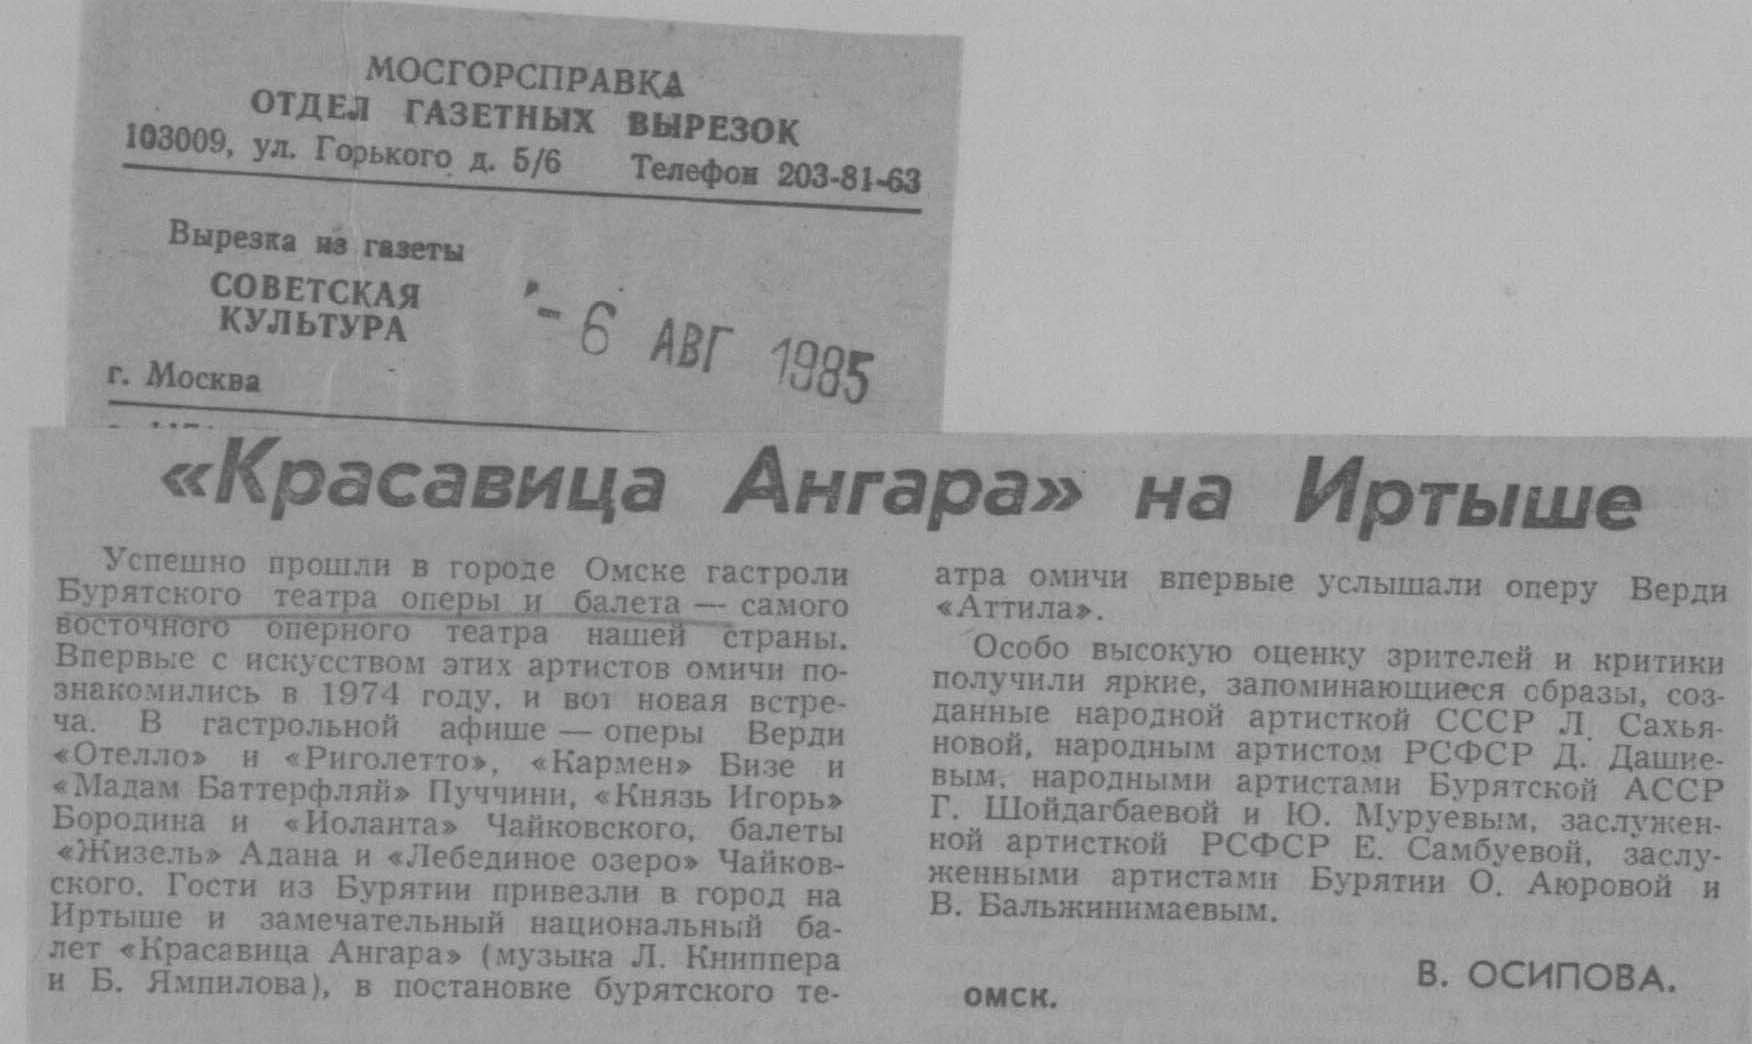 МОСГОРСПРАВКА
ОТДЕЛ ГАЗЕТНЫХ ВЫРЕЗОК
103009, ул. Горького д. 5/6 Телефон 203-81-63
Вырезка из газеты
СОВЕТСКАЯ
КУЛЬТУРА
- 6 АВГ 1985
г. Москва
«Красавица Ангара» на Иртыше
Успешно прошли в городе Омске гастроли
Бурятского театра оперы и балета — самого
восточного оперного театра нашей страны.
Впервые с искусством этих артистов омичи по-
знакомились в 1974 году, и вот новая встре-
ча. В гастрольной афише — оперы Верди
«Отелло» и «Риголетто», «Кармен» Бизе и
«Мадам Баттерфляй» Пуччини, «Князь Игорь»
Бородина и «Иоланта» Чайковского, балеты
«Жизель» Адана и «Лебединое озеро» Чайков-
ского. Гости из Бурятии привезли в город на
Иртыше и замечательный национальный ба-
лет «Красавица Ангара» (музыка Л. Книппера
и Б. Ямпилова), в постановке бурятского те-
атра омичи впервые услышали оперу Верди
«Аттила».
Особо высокую оценку зрителей и критики
получили яркие, запоминающиеся образы, соз-
данные народной артисткой СССР Л. Сахья-
новой, народным артистом РСФСР Д. Дашие-
вым, народными артистами Бурятской АССР
Г. Шойдагбаевой и Ю. Муруевым, заслужен-
ной артисткой РСФСР Е. Самбуевой, заслу-
женными артистами Бурятии О. Аюровой и
В. Бальжинимаевым.
В. ОСИПОВА.
ОМСК.